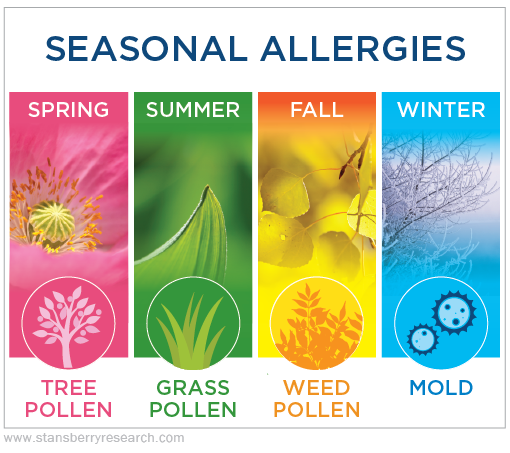 SEASONAL ALLERGIES
SPRING
SUMMER
FALL
WINTER
TREE
POLLEN
GRASS
POLLEN
WEED
POLLEN
MOLD
www.stansberryresearch.com